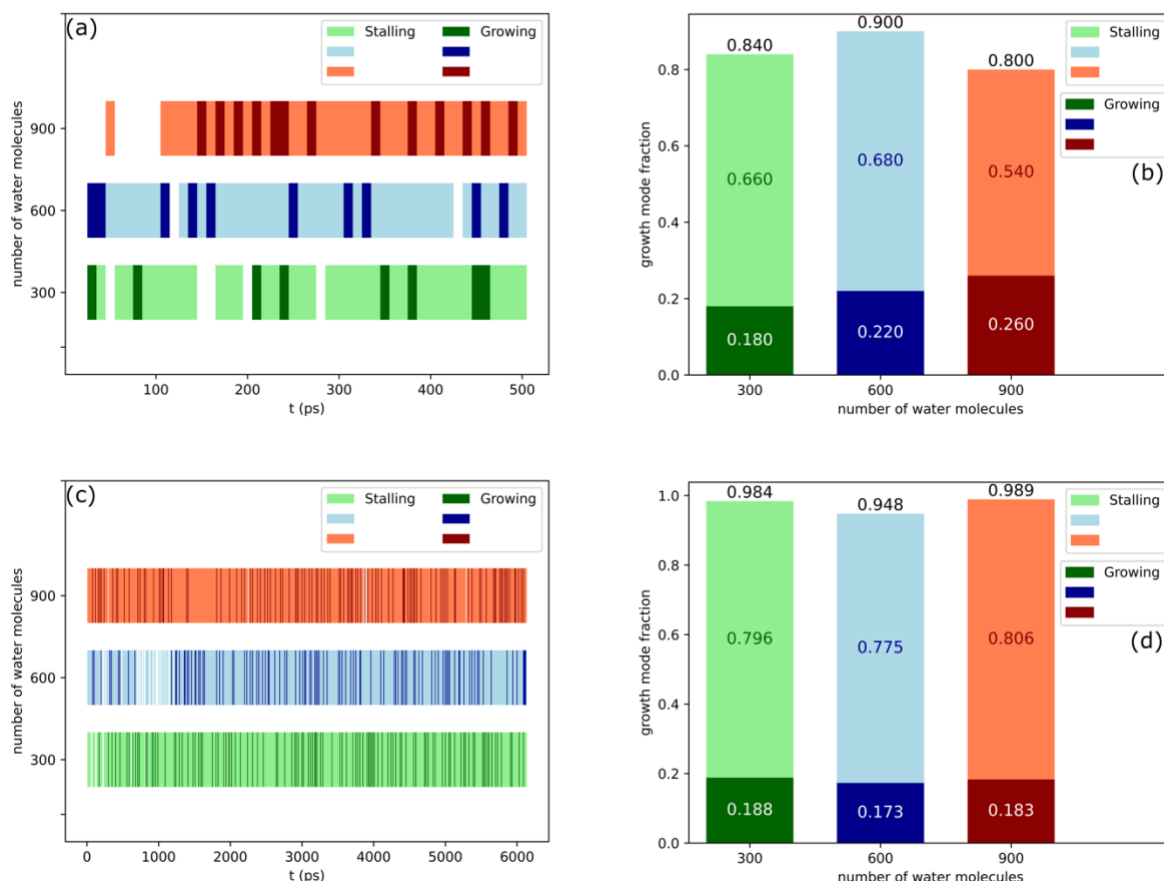 (a)
Stalling Growing
number of water molecules
900
600
300
100 200 300 400 500
t (ps)
(b)
Stalling
Growing
growth mode fraction
0.8
0.6
0.4
0.2
0.0
0.840 0.900 0.800
0.660 0.680 0.540
0.180 0.220 0.260
300 600 900
number of water molecules
(c)
Stalling Growing
number of water molecules
900
600
300
0 1000 2000 3000 4000 5000 6000
t (ps)
(d)
Stalling
Growing
growth mode fraction
1.0
0.8
0.6
0.4
0.2
0.0
0.984 0.948 0.989
0.796 0.775 0.806
0.188 0.173 0.183
300 600 900
number of water molecules